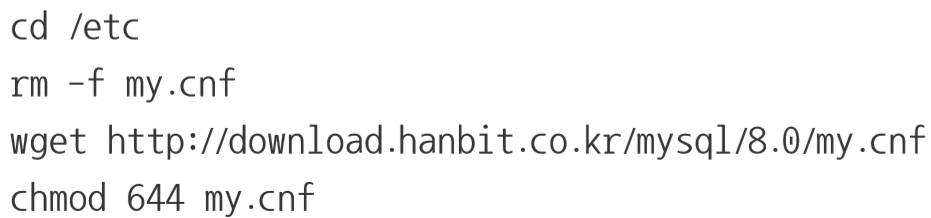 cd /etc
rm -f my.cnf
wget http://download.hanbit.co.kr/mysql/8.0/my.cnf
chmod 644 my.cnf